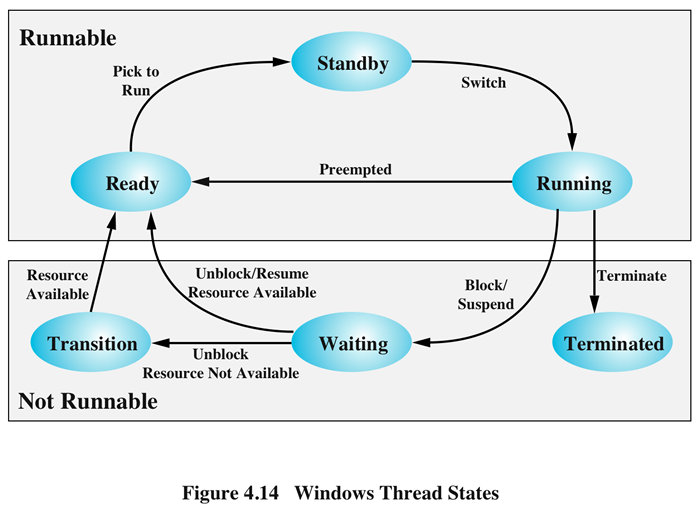 Runnable
Standby
Pick to
Run
Switch
Preempted
Ready
Running
Resource
Available
Unblock/Resume
Resource Available
Block/
Suspend
Terminate
Transition
Waiting
Terminated
Unblock
Resource Not Available
Not Runnable
Figure 4.14 Windows Thread States